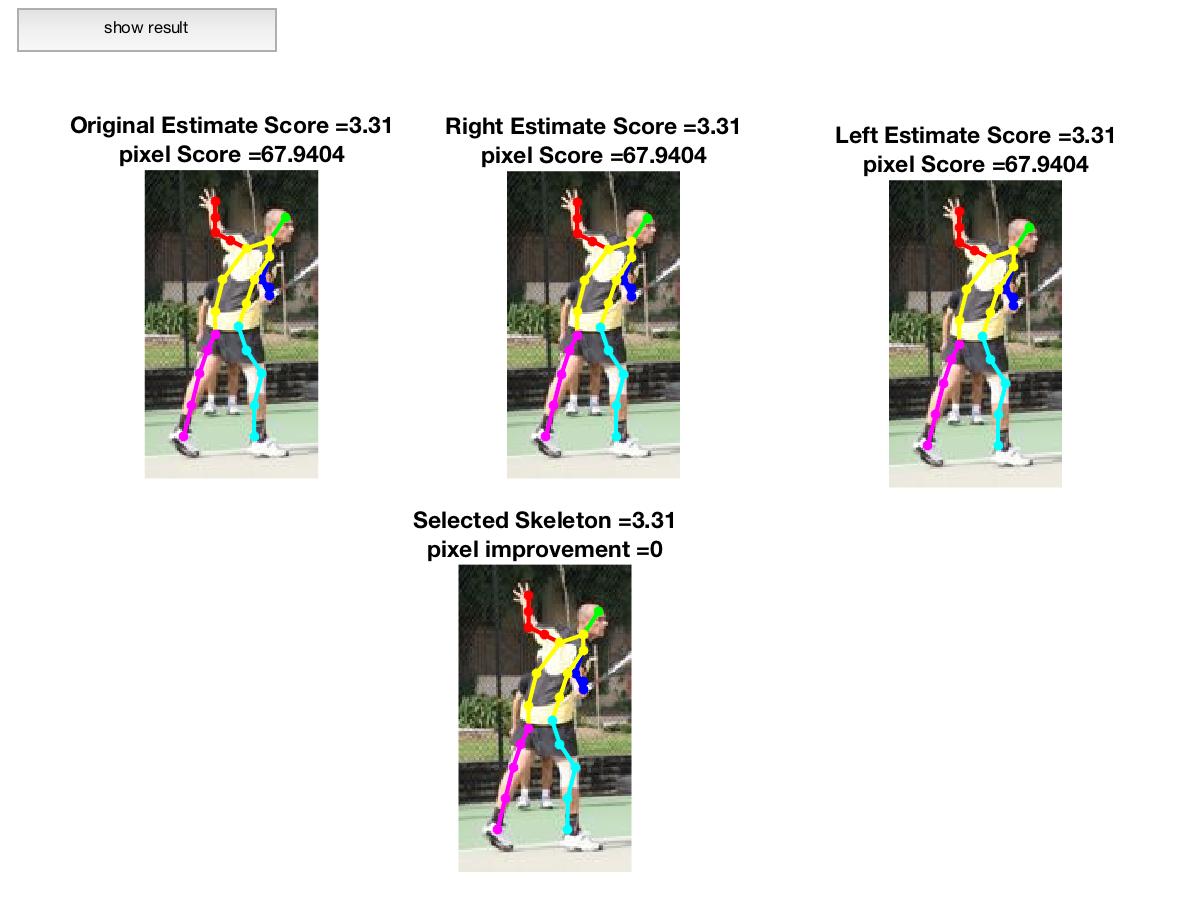 show result
Original Estimate Score =3.31
pixel Score =67.9404
Right Estimate Score =3.31
pixel Score =67.9404
Left Estimate Score =3.31
pixel Score =67.9404
Selected Skeleton =3.31
pixel improvement =0